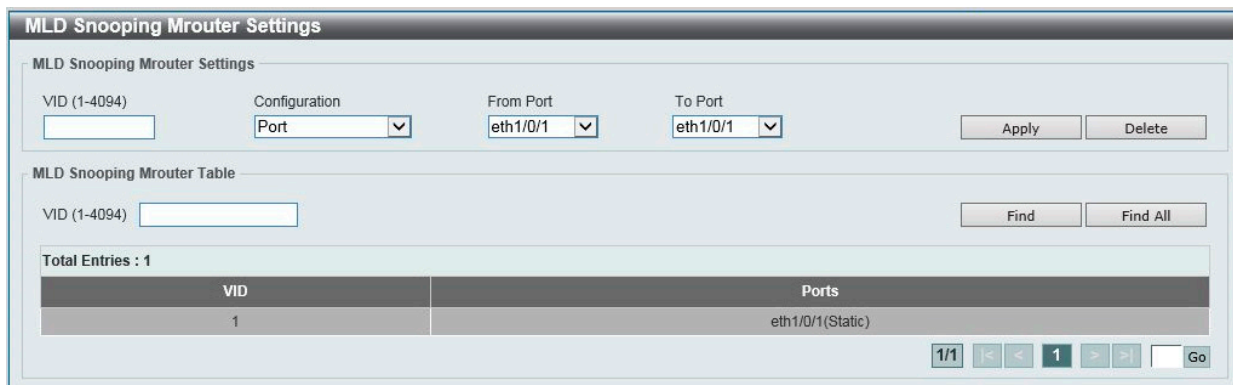 MLD Snooping Mrouter Settings
MLD Snooping Mrouter Settings
VID (1-4094) Configuration From Port To Port
Port eth1/0/1 eth1/0/1 Apply Delete
MLD Snooping Mrouter Table
VID (1-4094) Find Find All
Total Entries : 1
VID Ports
1 eth1/0/1(Static)
1/1 |< < 1 > >| Go